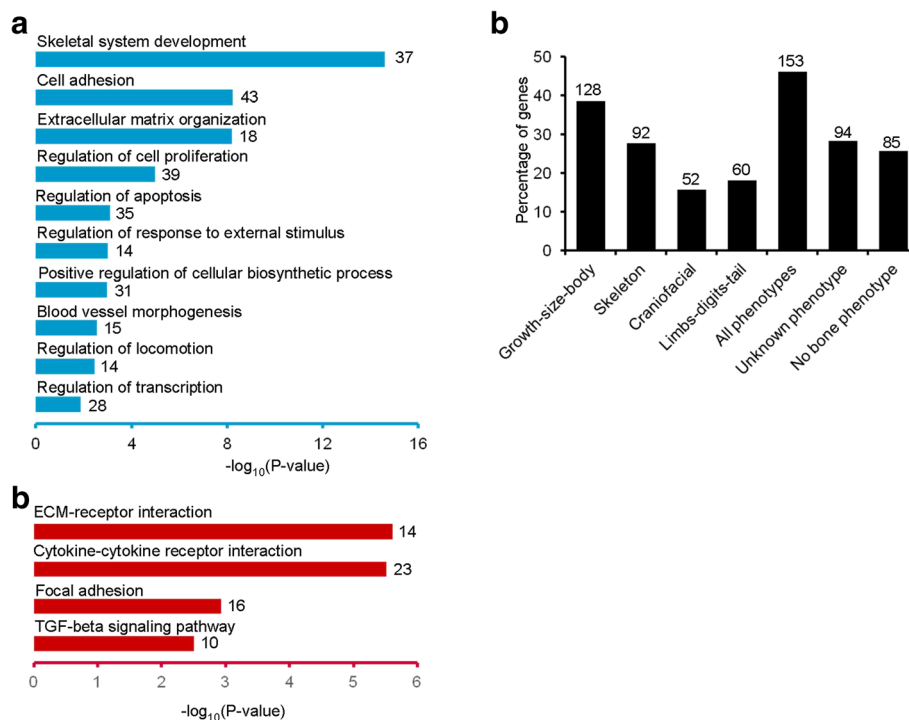 a
Skeletal system development
37
Cell adhesion
43
Extracellular matrix organization
18
Regulation of cell proliferation
39
Regulation of apoptosis
35
Regulation of response to external stimulus
14
Positive regulation of cellular biosynthetic process
31
Blood vessel morphogenesis
15
Regulation of locomotion
14
Regulation of transcription
28
0 4 8 12 16
-log10(P-value)
b
Percentage of genes
50
40
30
20
10
0
128
92
52
60
153
94
85
Growth-size-body
Skeleton
Craniofacial
Limbs-digits-tail
All phenotypes
Unknown phenotype
No bone phenotype
b
ECM-receptor interaction
14
Cytokine-cytokine receptor interaction
23
Focal adhesion
16
TGF-beta signaling pathway
10
0 1 2 3 4 5 6
-log10(P-value)